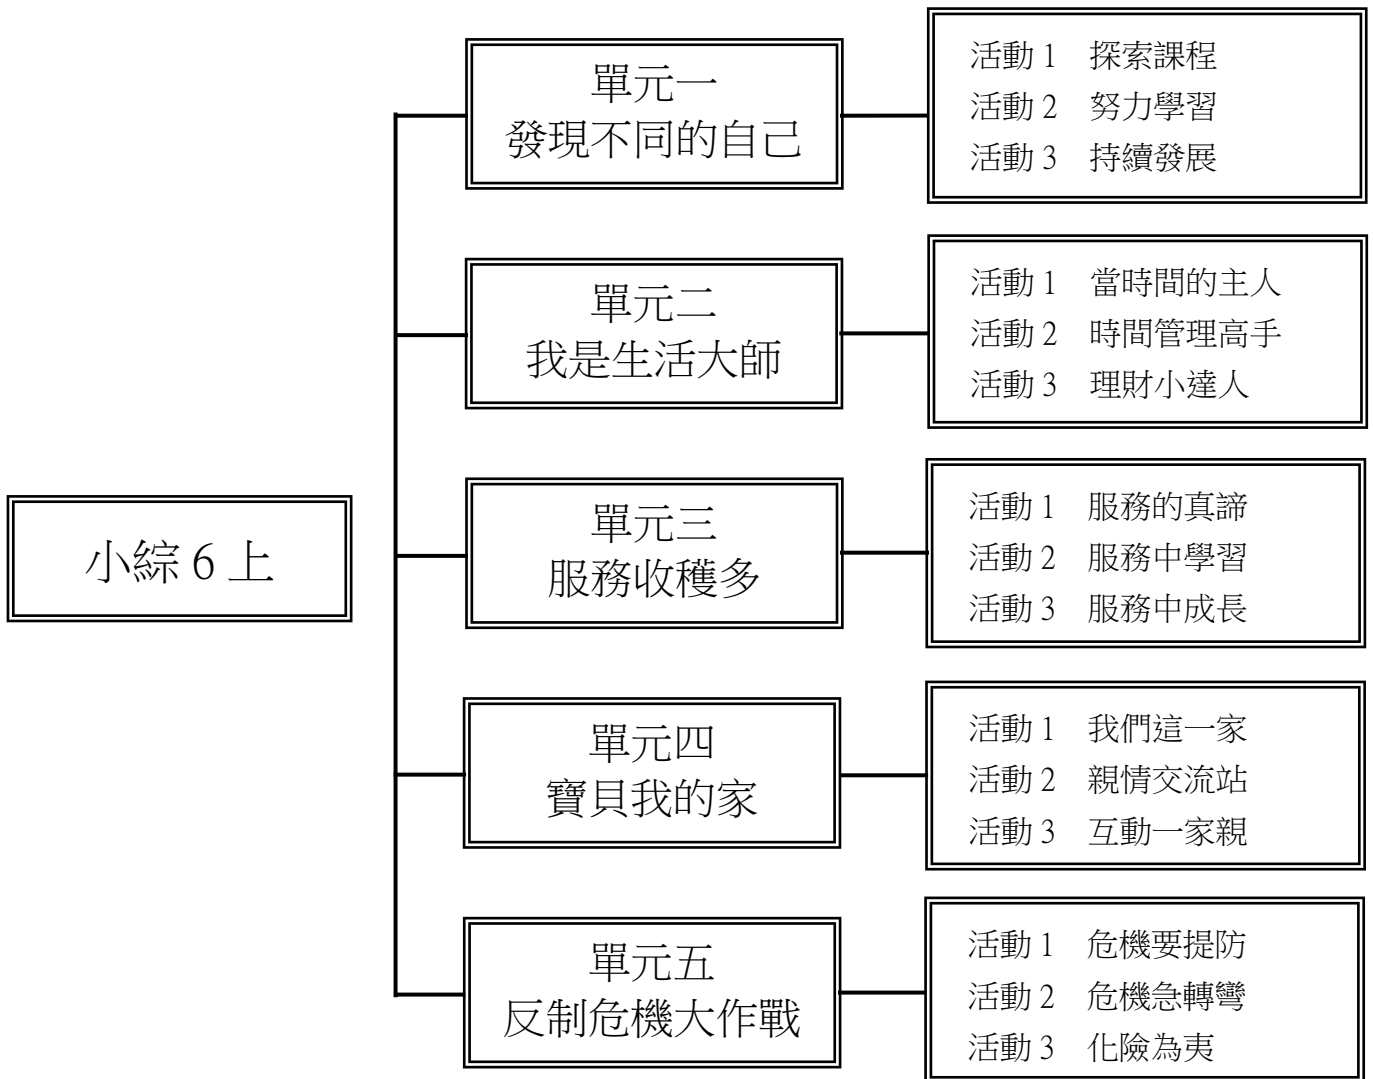 小綜 6 上
單元一
發現不同的自己
活動 1 探索課程
活動 2 努力學習
活動 3 持續發展
單元二
我是生活大師
活動 1 當時間的主人
活動 2 時間管理高手
活動 3 理財小達人
單元三
服務收穫多
活動 1 服務的真諦
活動 2 服務中學習
活動 3 服務中成長
單元四
寶貝我的家
活動 1 我們這一家
活動 2 親情交流站
活動 3 互動一家親
單元五
反制危機大作戰
活動 1 危機要提防
活動 2 危機急轉彎
活動 3 化險為夷